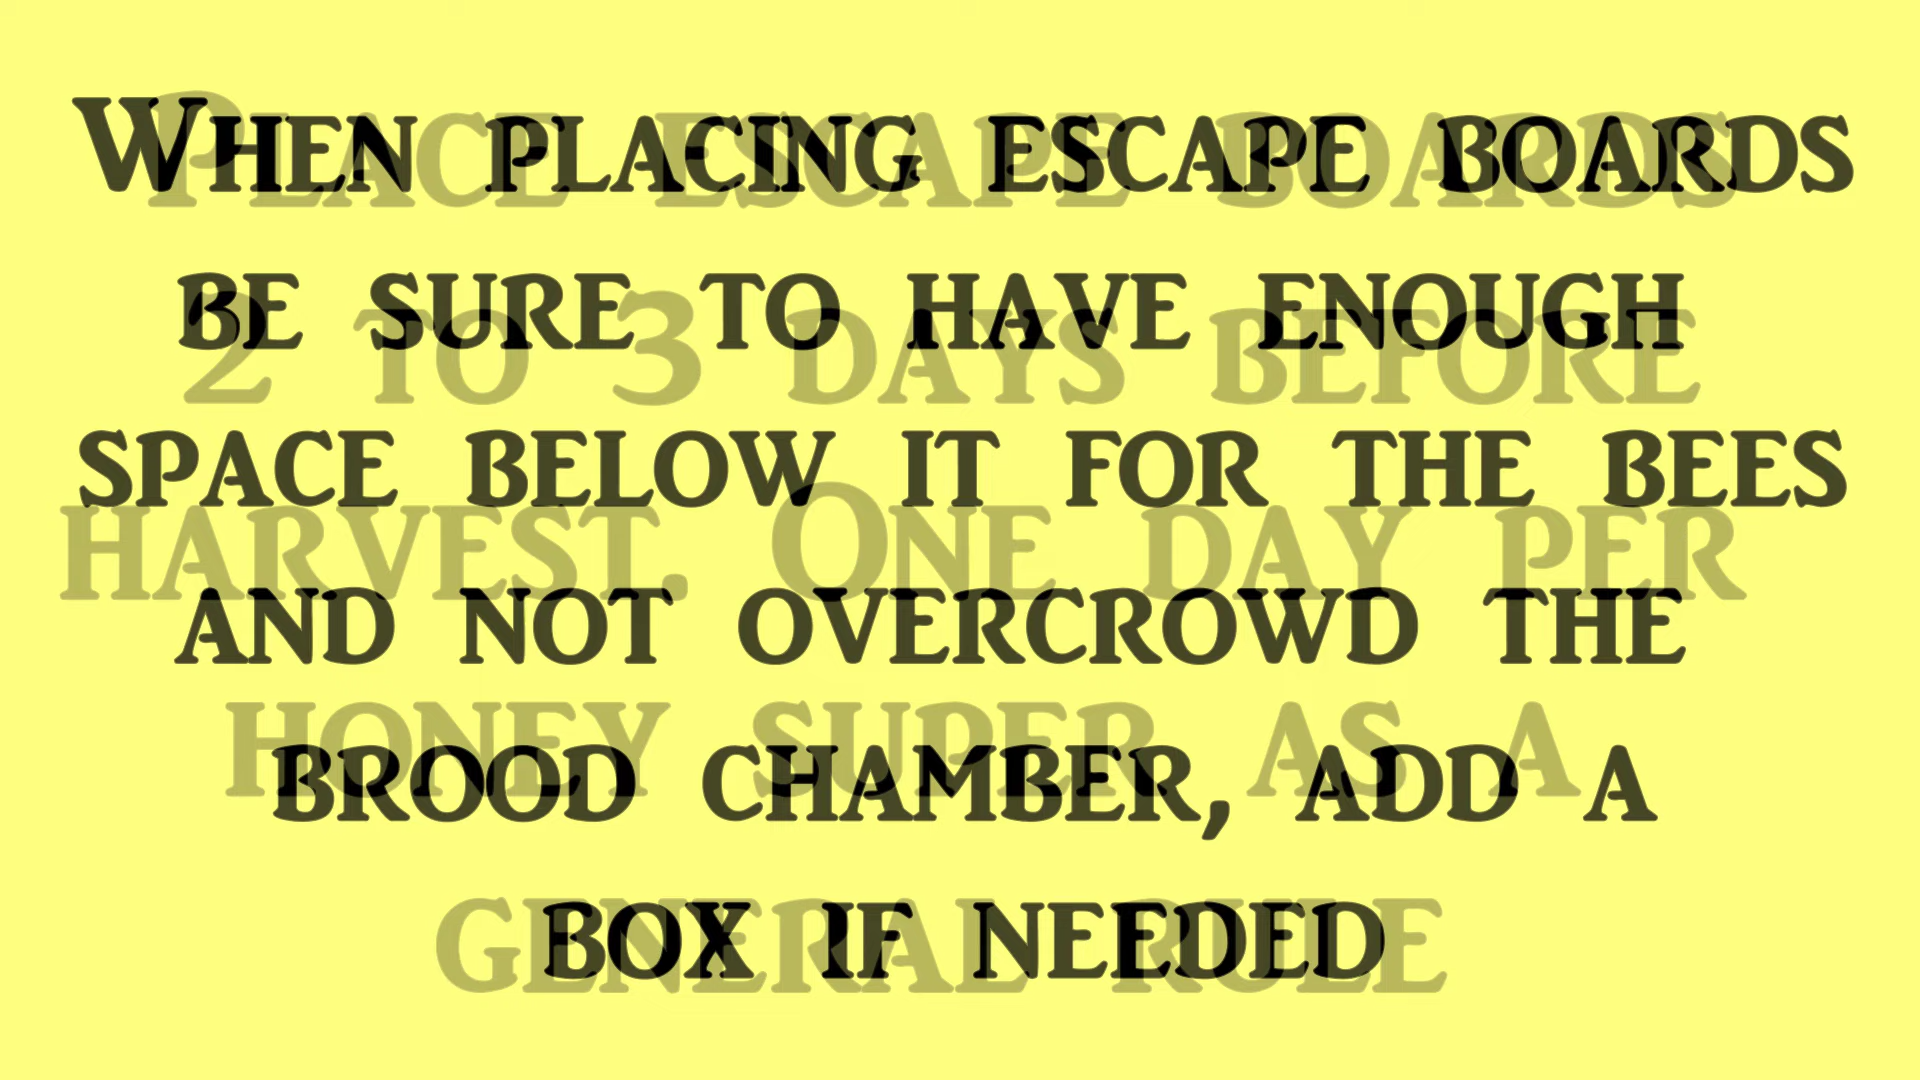 When placing escape boards
be sure to have enough
space below it for the bees
and not overcrowd the
brood chamber, add a
box if needed
Place escape boards
2 to 3 days before
harvest. One day per
honey super as a
general rule